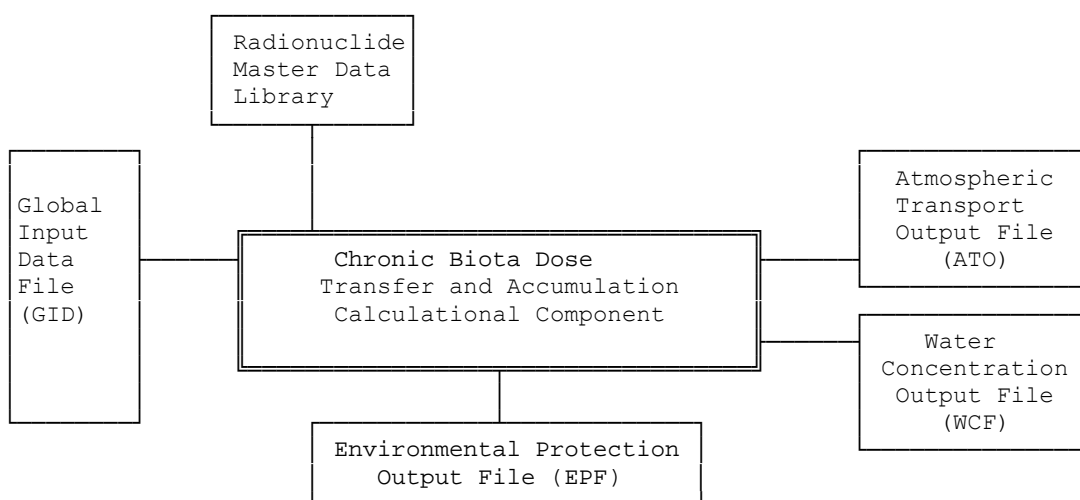 Radionuclide
Master Data
Library
Global
Input
Data
File
(GID)
Chronic Biota Dose
Transfer and Accumulation
Calculational Component
Atmospheric
Transport
Output File
(ATO)
Water
Concentration
Output File
(WCF)
Environmental Protection
Output File (EPF)